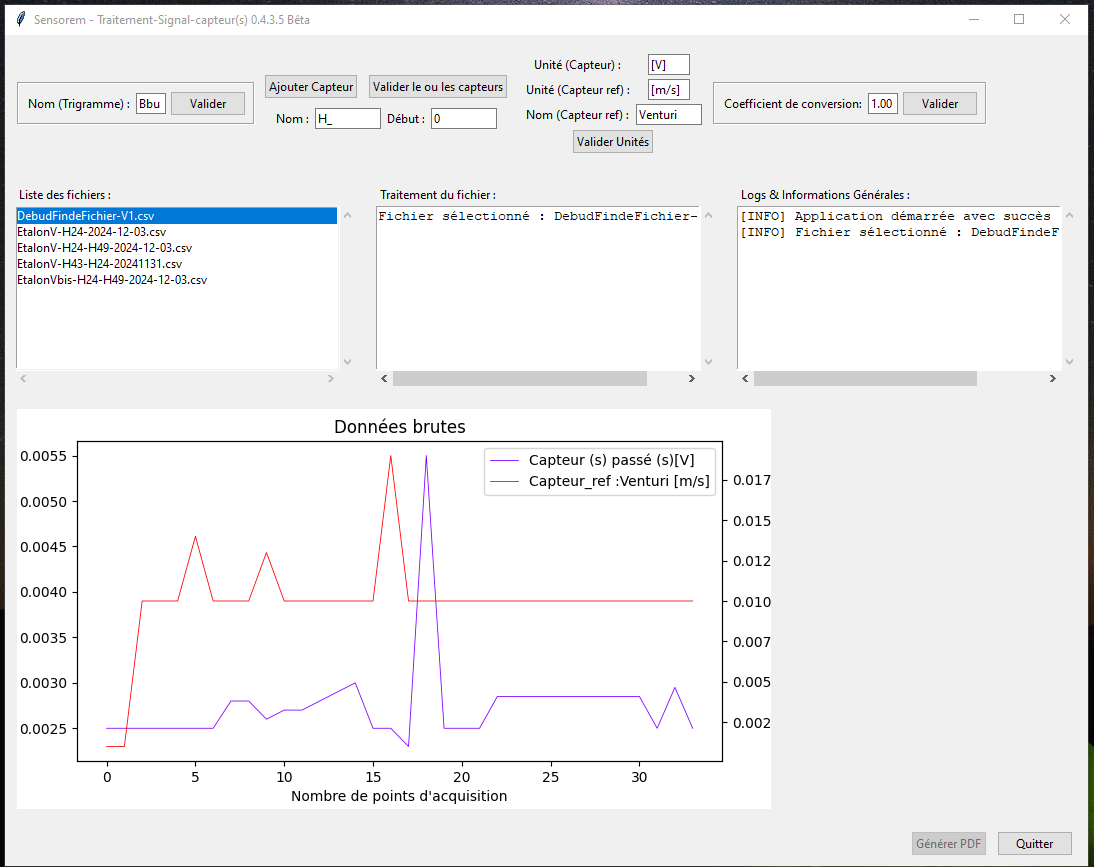 Sensorem - Traitement-Signal-capteur(s) 0.4.3.5 Bêta
Nom (Trigramme) : Bbu Valider
Ajouter Capteur Valider le ou les capteurs
Nom : H_ Début : 0
Unité (Capteur) : [V]
Unité (Capteur ref) : [m/s]
Nom (Capteur ref) : Venturi
Valider Unités
Coefficient de conversion: 1.00 Valider
Liste des fichiers :
DebudFindeFichier-V1.csv
EtalonV-H24-2024-12-03.csv
EtalonV-H24-H49-2024-12-03.csv
EtalonV-H43-H24-20241131.csv
EtalonVbis-H24-H49-2024-12-03.csv
Traitement du fichier :
Fichier sélectionné : DebudFindeFichier-
Logs & Informations Générales :
[INFO] Application démarrée avec succès
[INFO] Fichier sélectionné : DebudFindeF
Données brutes
Capteur (s) passé (s)[V]
Capteur_ref :Venturi [m/s]
0.0055
0.0050
0.0045
0.0040
0.0035
0.0030
0.0025
0.017
0.015
0.012
0.010
0.007
0.005
0.002
0 5 10 15 20 25 30
Nombre de points d'acquisition
Générer PDF Quitter